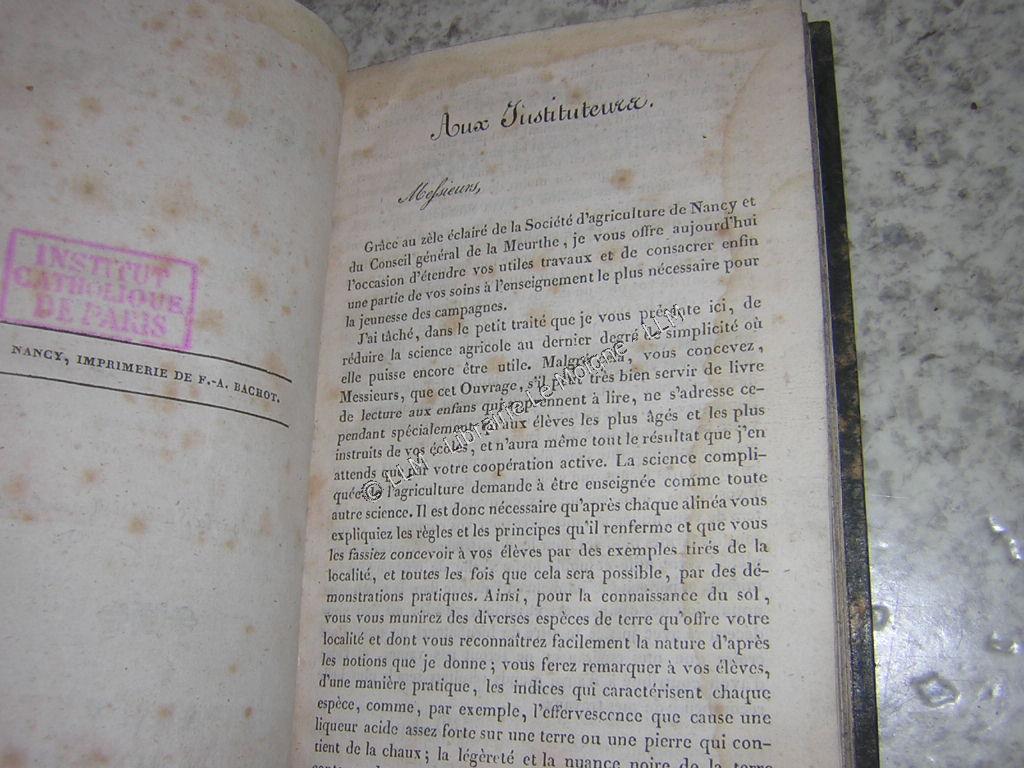 INSTITUT
CATHOLIQUE
DE PARIS
NANCY, IMPRIMERIE DE F.-A. BACHOT.
Aux Instituteurs.
Messieurs,
Grâce au zèle éclairé de la Société d'agriculture de Nancy et
du Conseil général de la Meurthe, je vous offre aujourd'hui
l'occasion d'étendre vos utiles travaux et de consacrer enfin
une partie de vos soins à l'enseignement le plus nécessaire pour
la jeunesse des campagnes.
J'ai tâché, dans le petit traité que je vous présente ici, de
réduire la science agricole au dernier degré de simplicité où
elle puisse encore être utile. Malgré cela, vous concevez,
Messieurs, que cet Ouvrage, s'il peut très bien servir de livre
de lecture aux enfans qui apprennent à lire, ne s'adresse ce-
pendant spécialement aux élèves les plus âgés et les plus
instruits de vos écoles, et n'aura même tout le résultat que j'en
attends que par votre coopération active. La science compli-
quée de l'agriculture demande à être enseignée comme toute
autre science. Il est donc nécessaire qu'après chaque alinéa vous
expliquiez les règles et les principes qu'il renferme et que vous
les fassiez concevoir à vos élèves par des exemples tirés de la
localité, et toutes les fois que cela sera possible, par des dé-
monstrations pratiques. Ainsi, pour la connaissance du sol,
vous vous munirez des diverses espèces de terre qu'offre votre
localité et dont vous reconnaîtrez facilement la nature d'après
les notions que je donne; vous ferez remarquer à vos élèves,
d'une manière pratique, les indices qui caractérisent chaque
espèce, comme, par exemple, l'effervescence que cause une
liqueur acide assez forte sur une terre ou une pierre qui con-
tient de la chaux; la légèreté et la nuance noire de la terre
© LLM - Librairie Le Moigne - LLM